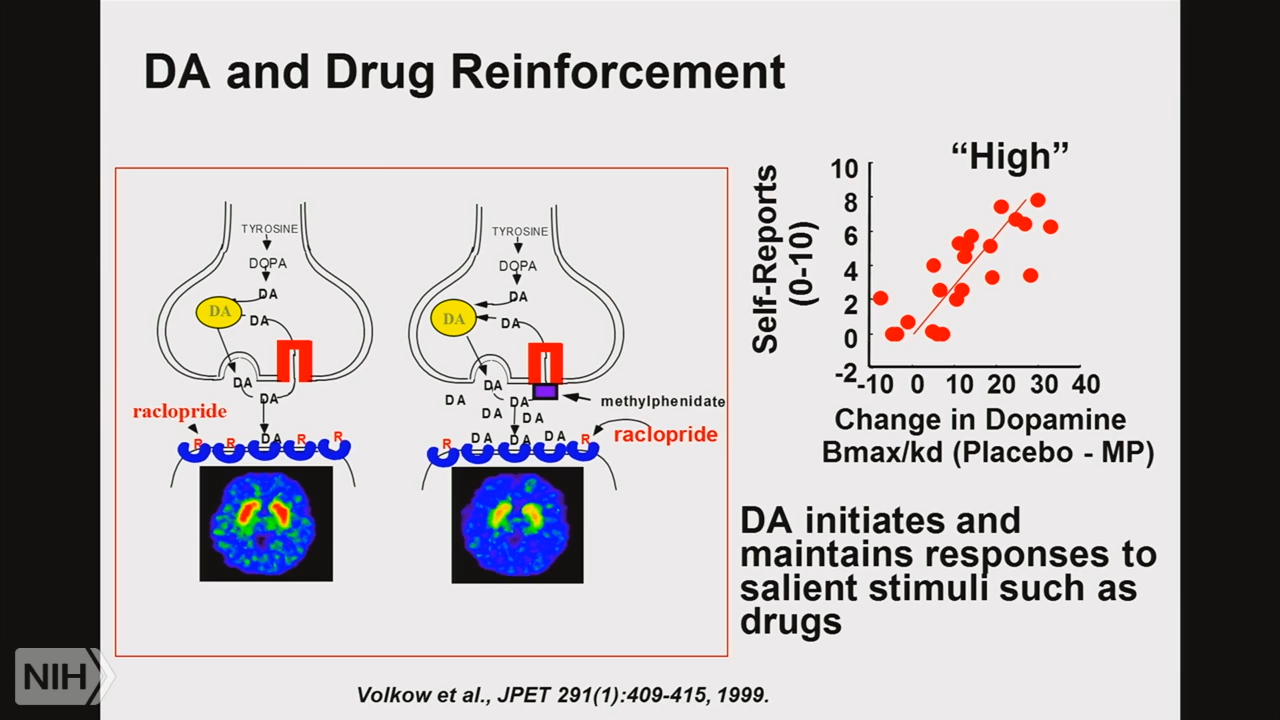 DA and Drug Reinforcement
TYROSINE
DOPA
DA
DA
DA
DA
DA
raclopride
R
R
DA
R
R
TYROSINE
DOPA
DA
DA
DA
DA
DA
DA
DA
DA
methylphenidate
raclopride
R
DA
DA
DA
R
"High"
Self-Reports
(0-10)
10
8
6
4
2
0
-2
-10
0
10
20
30
40
Change in Dopamine
Bmax/kd (Placebo - MP)
DA initiates and
maintains responses to
salient stimuli such as
drugs
NIH
Volkow et al., JPET 291(1):409-415, 1999.